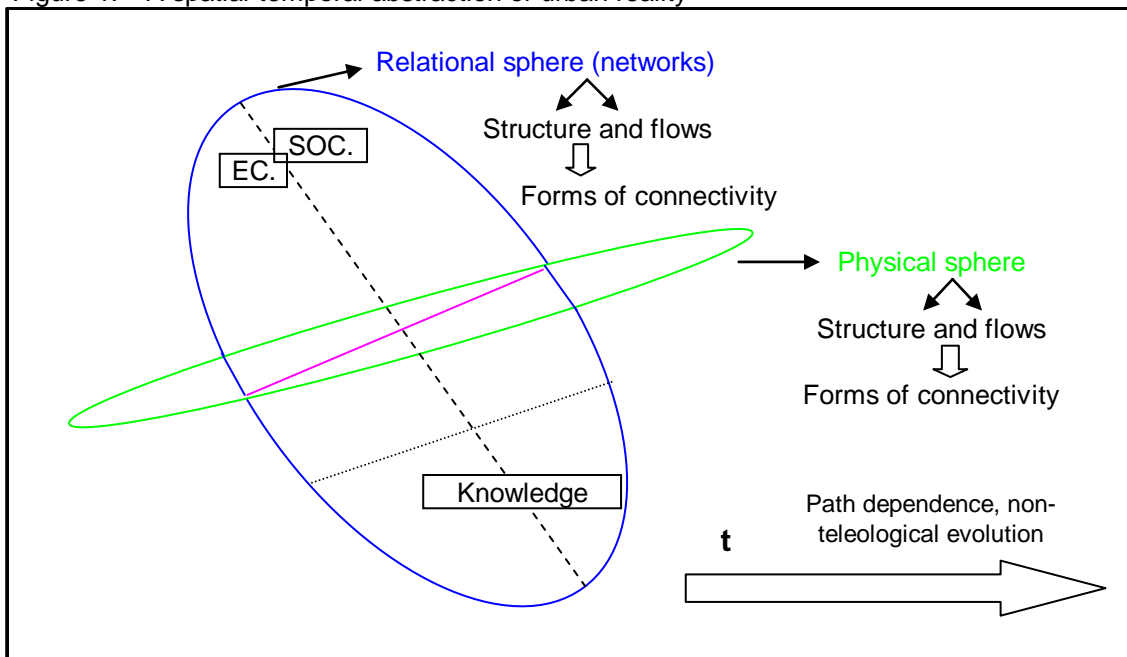 Relational sphere (networks)
SOC.
EC.
Structure and flows
Forms of connectivity
Physical sphere
Structure and flows
Forms of connectivity
Knowledge
Path dependence, non-
teleological evolution
t